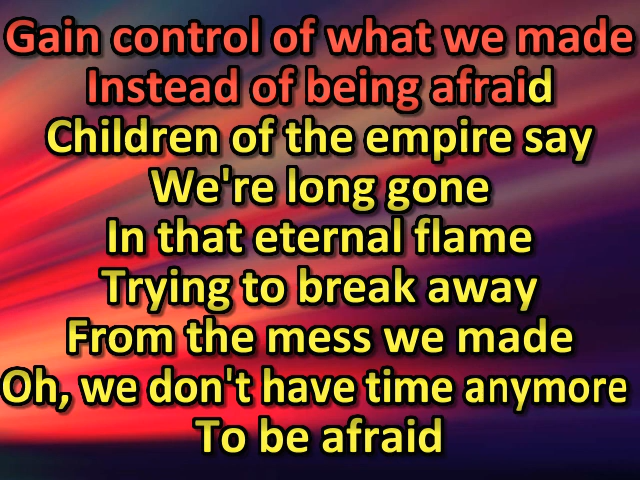 Gain control of what we made
Instead of being afraid
Children of the empire say
We're long gone
In that eternal flame
Trying to break away
From the mess we made
Oh, we don't have time anymore
To be afraid